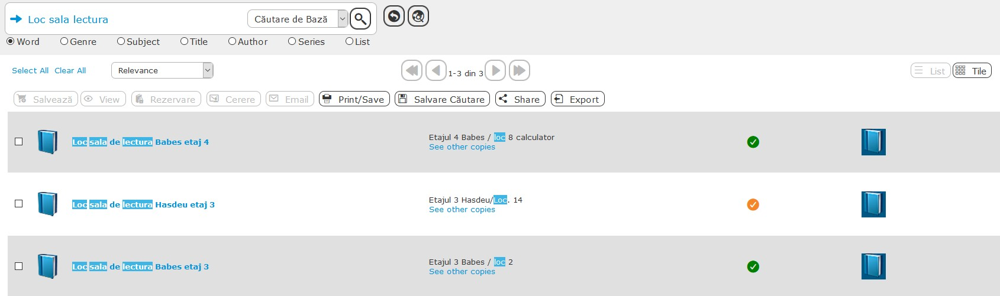 Loc sala lectura Căutare de Bază
Word Genre Subject Title Author Series List
Select All Clear All Relevance 1-3 din 3 List Tile
Salvează View Rezervare Cerere Email Print/Save Salvare Căutare Share Export
Loc sala de lectura Babes etaj 4
Etajul 4 Babes / loc 8 calculator
See other copies
Loc sala de lectura Hasdeu etaj 3
Etajul 3 Hasdeu/Loc. 14
See other copies
Loc sala de lectura Babes etaj 3
Etajul 3 Babes / loc 2
See other copies